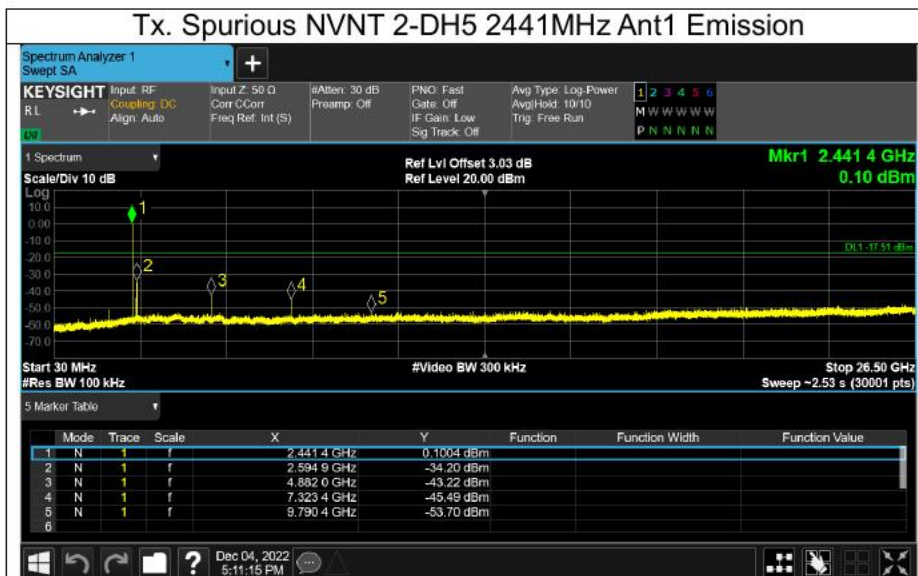 Tx. Spurious NVNT 2-DH5 2441MHz Ant1 Emission
Spectrum Analyzer 1
Swept SA
+
KEYSIGHT
RL
Input: RF
Coupling: DC
Align: Auto
Input Z: 50 Ω
Corr CCorr
Freq Ref: Int (S)
#Atten: 30 dB
Preamp: Off
PNO: Fast
Gate: Off
IF Gain: Low
Sig Track: Off
Avg Type: Log-Power
Avg|Hold: 10/10
Trig: Free Run
1 2 3 4 5 6
M W W W W W
P N N N N N
1 Spectrum
Scale/Div 10 dB
Ref Lvl Offset 3.03 dB
Ref Level 20.00 dBm
Mkr1 2.441 4 GHz
0.10 dBm
Log
10.0
0.00
-10.0
-20.0
-30.0
-40.0
-50.0
-60.0
-70.0
1
2
3
4
5
DL1 -17.51 dBm
Start 30 MHz
#Res BW 100 kHz
#Video BW 300 kHz
Stop 26.50 GHz
Sweep ~2.53 s (30001 pts)
5 Marker Table
Mode Trace Scale X Y Function Function Width Function Value
1 N 1 f 2.441 4 GHz 0.1004 dBm
2 N 1 f 2.594 9 GHz -34.20 dBm
3 N 1 f 4.882 0 GHz -43.22 dBm
4 N 1 f 7.323 4 GHz -45.49 dBm
5 N 1 f 9.790 4 GHz -53.70 dBm
6
?
Dec 04, 2022
5:11:15 PM